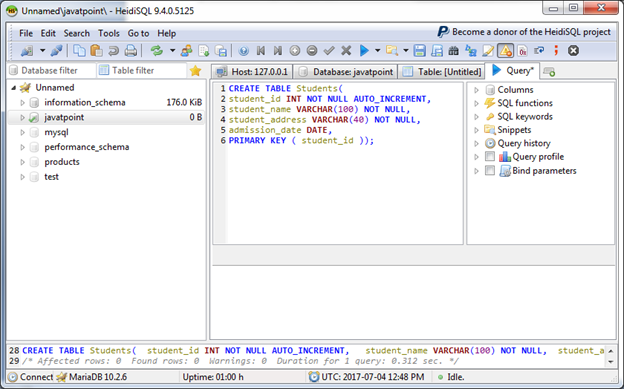 Unnamed\javatpoint\ - HeidiSQL 9.4.0.5125
File Edit Search Tools Go to Help
Become a donor of the HeidiSQL project
Database filter
Table filter
Host: 127.0.0.1
Database: javatpoint
Table: [Untitled]
Query*
Unnamed
information_schema 176.0 KiB
javatpoint 0 B
mysql
performance_schema
products
test
1 CREATE TABLE Students(
2 student_id INT NOT NULL AUTO_INCREMENT,
3 student_name VARCHAR(100) NOT NULL,
4 student_address VARCHAR(40) NOT NULL,
5 admission_date DATE,
6 PRIMARY KEY ( student_id ));
Columns
SQL functions
SQL keywords
Snippets
Query history
Query profile
Bind parameters
28 CREATE TABLE Students( student_id INT NOT NULL AUTO_INCREMENT, student_name VARCHAR(100) NOT NULL, student_a
29 /* Affected rows: 0 Found rows: 0 Warnings: 0 Duration for 1 query: 0.312 sec. */
Connect
MariaDB 10.2.6
Uptime: 01:00 h
UTC: 2017-07-04 12:48 PM
Idle.